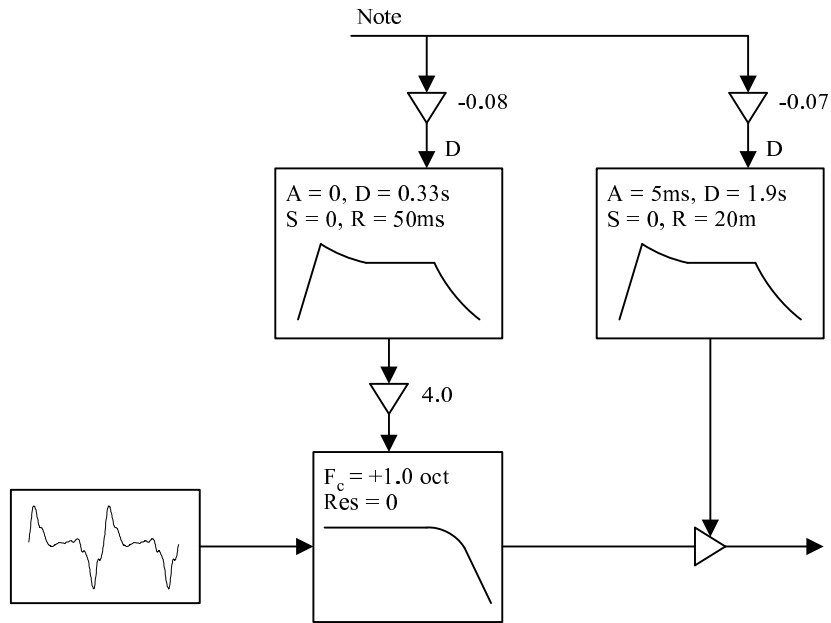 Note
-0.08
-0.07
D
D
A = 0, D = 0.33s
S = 0, R = 50ms
A = 5ms, D = 1.9s
S = 0, R = 20m
4.0
Fc = +1.0 oct
Res = 0